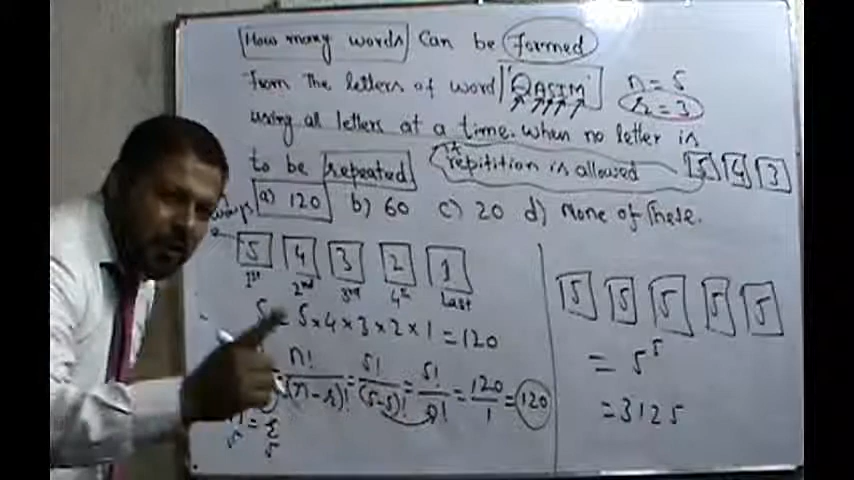 How many words Can be formed
from The letters of word "QASIM" n = 5
r = 3
using all letters at a time. When no letter is
to be repeated repitition is allowed 5 4 3
a) 120 b) 60 c) 20 d) None of These.
5 4 3 2 1
1st 2nd 3rd 4th Last
5 5 5 5 5
5 × 4 × 3 × 2 × 1 = 120
= 5⁵
n!/(n-r)! = 5!/(5-5)! = 5!/0! = 120/1 = 120
= 3125